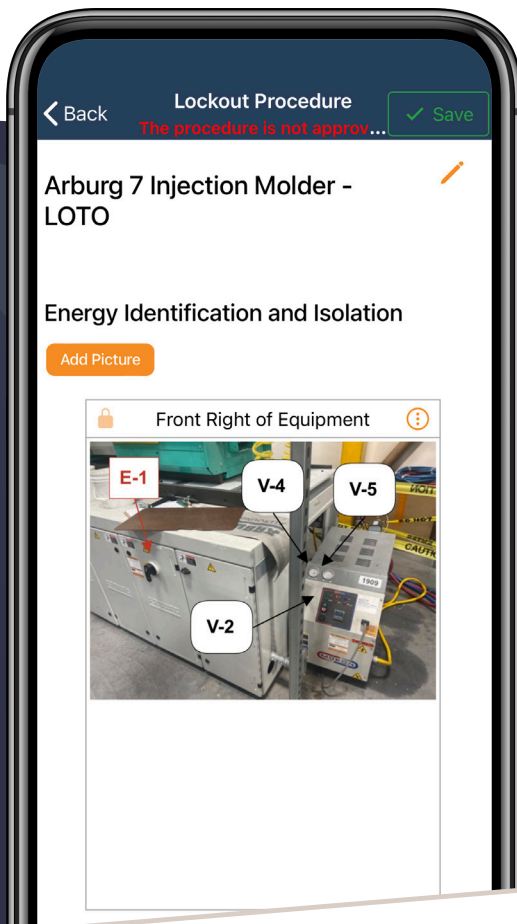 Back
Lockout Procedure
Save
The procedure is not approv...
Arburg 7 Injection Molder -
LOTO
Energy Identification and Isolation
Add Picture
Front Right of Equipment
E-1
V-4
V-5
1909
V-2